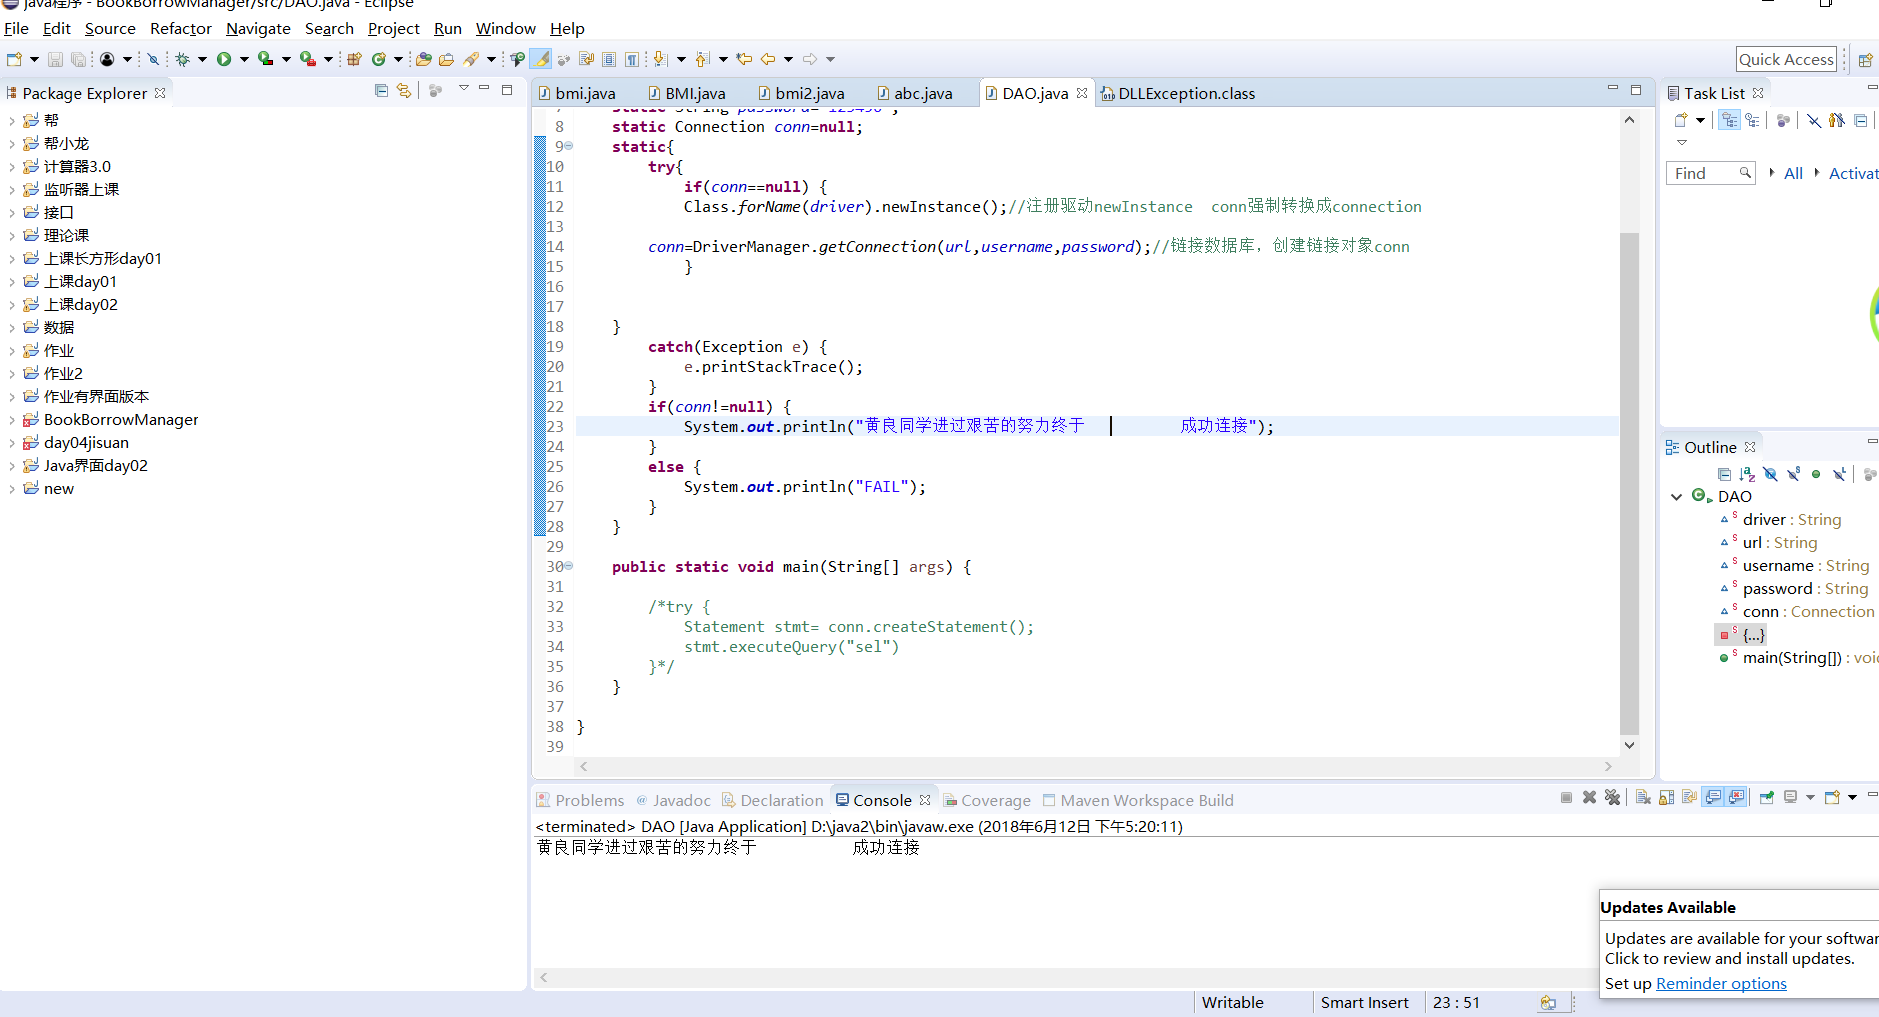 java程序 - BookBorrowManager/src/DAO.java - Eclipse
File Edit Source Refactor Navigate Search Project Run Window Help
Quick Access
Package Explorer
帮
帮小龙
计算器3.0
监听器上课
接口
理论课
上课长方形day01
上课day01
上课day02
数据
作业
作业2
作业有界面版本
BookBorrowManager
day04jisuan
Java界面day02
new
bmi.java BMI.java bmi2.java abc.java DAO.java DLLException.class
7 static String password="123456";
8 static Connection conn=null;
9 static{
10 try{
11 if(conn==null) {
12 Class.forName(driver).newInstance();//注册驱动newInstance conn强制转换成connection
13
14 conn=DriverManager.getConnection(url,username,password);//链接数据库，创建链接对象conn
15 }
16
17
18 }
19 catch(Exception e) {
20 e.printStackTrace();
21 }
22 if(conn!=null) {
23 System.out.println("黄良同学进过艰苦的努力终于 成功连接");
24 }
25 else {
26 System.out.println("FAIL");
27 }
28 }
29
30 public static void main(String[] args) {
31
32 /*try {
33 Statement stmt= conn.createStatement();
34 stmt.executeQuery("sel")
35 }*/
36 }
37
38 }
39
Task List
Find All Activat
Outline
DAO
driver : String
url : String
username : String
password : String
conn : Connection
{...}
main(String[]) : voi
Problems @ Javadoc Declaration Console Coverage Maven Workspace Build
<terminated> DAO [Java Application] D:\java2\bin\javaw.exe (2018年6月12日 下午5:20:11)
黄良同学进过艰苦的努力终于 成功连接
Updates Available
Updates are available for your softwar
Click to review and install updates.
Set up Reminder options
Writable Smart Insert 23 : 51